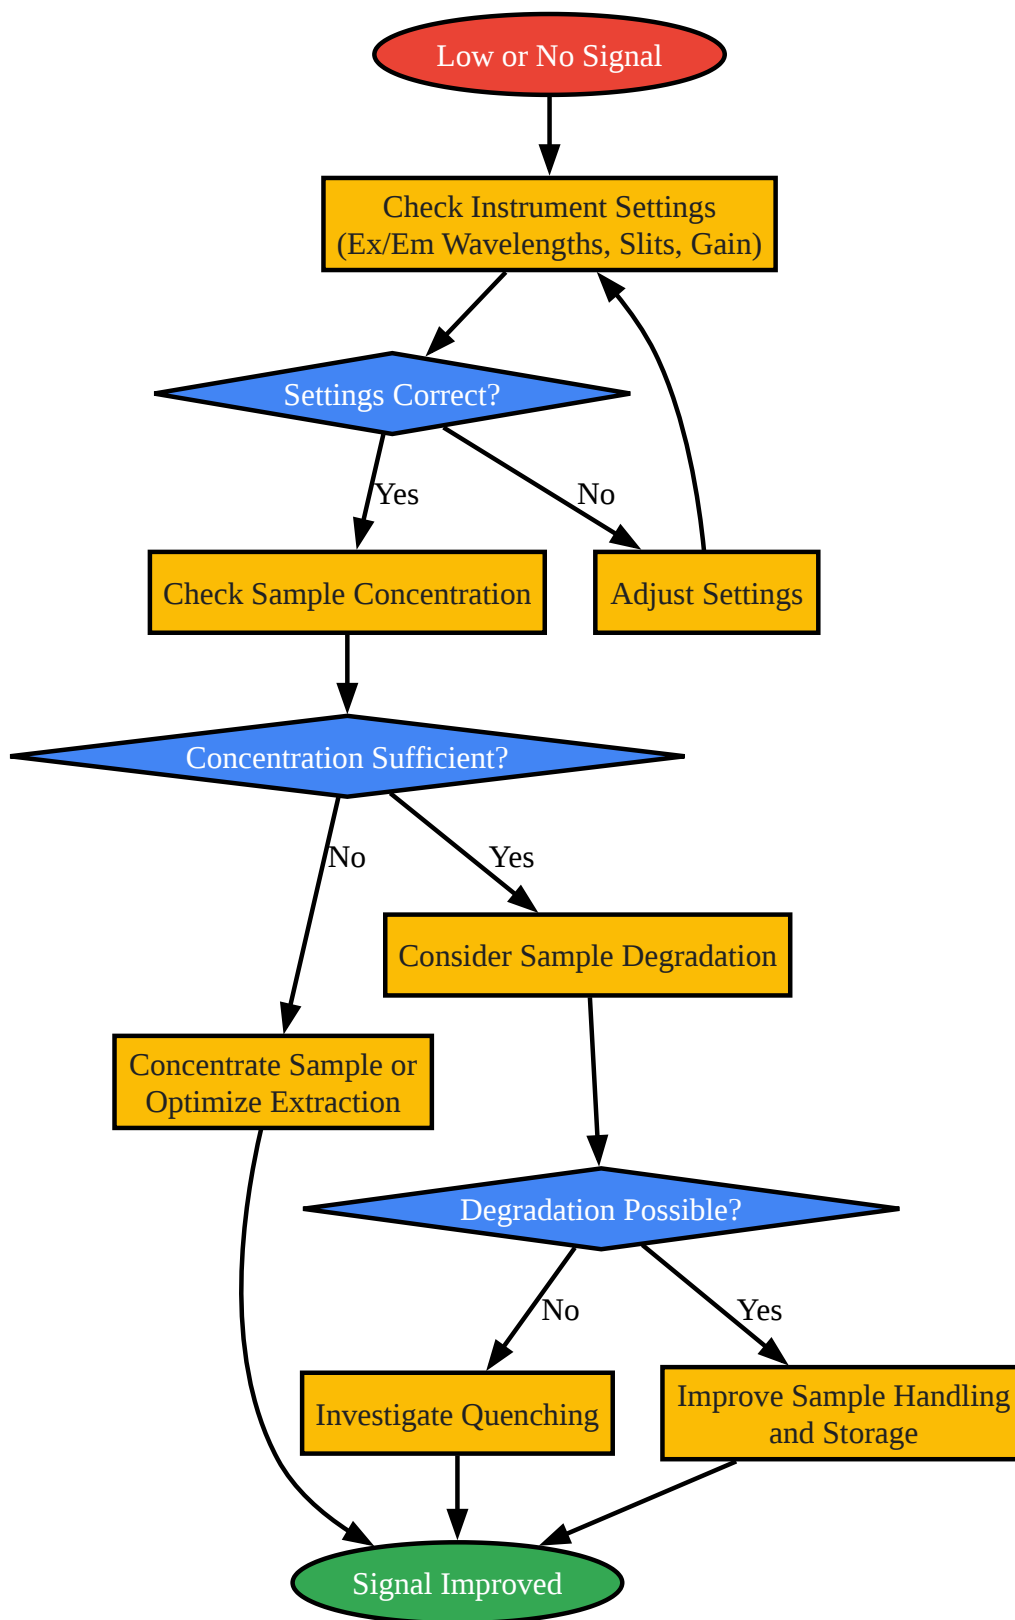 Low or No Signal
Check Instrument Settings
(Ex/Em Wavelengths, Slits, Gain)
Settings Correct?
Yes
No
Check Sample Concentration
Adjust Settings
Concentration Sufficient?
No
Yes
Consider Sample Degradation
Concentrate Sample or
Optimize Extraction
Degradation Possible?
No
Yes
Investigate Quenching
Improve Sample Handling
and Storage
Signal Improved